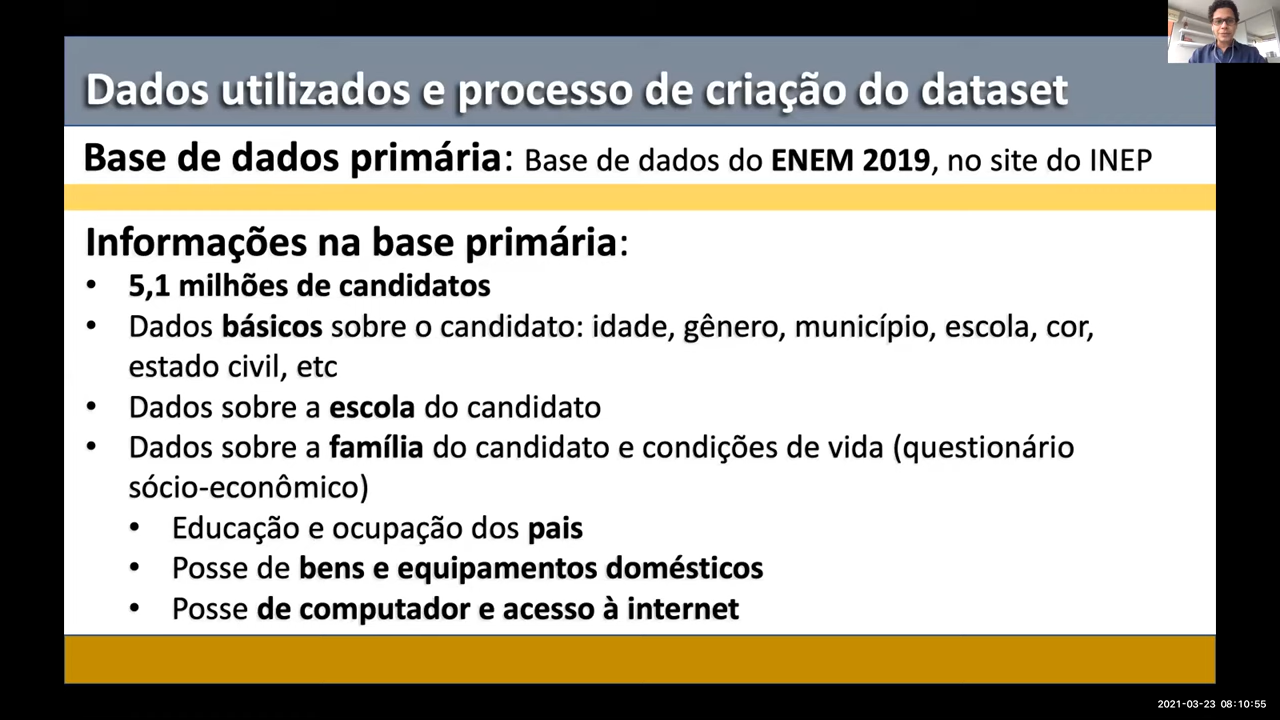 Dados utilizados e processo de criação do dataset
Base de dados primária: Base de dados do ENEM 2019, no site do INEP
Informações na base primária:
• 5,1 milhões de candidatos
• Dados básicos sobre o candidato: idade, gênero, município, escola, cor,
estado civil, etc
• Dados sobre a escola do candidato
• Dados sobre a família do candidato e condições de vida (questionário
sócio-econômico)
• Educação e ocupação dos pais
• Posse de bens e equipamentos domésticos
• Posse de computador e acesso à internet
2021-03-23 08:10:55